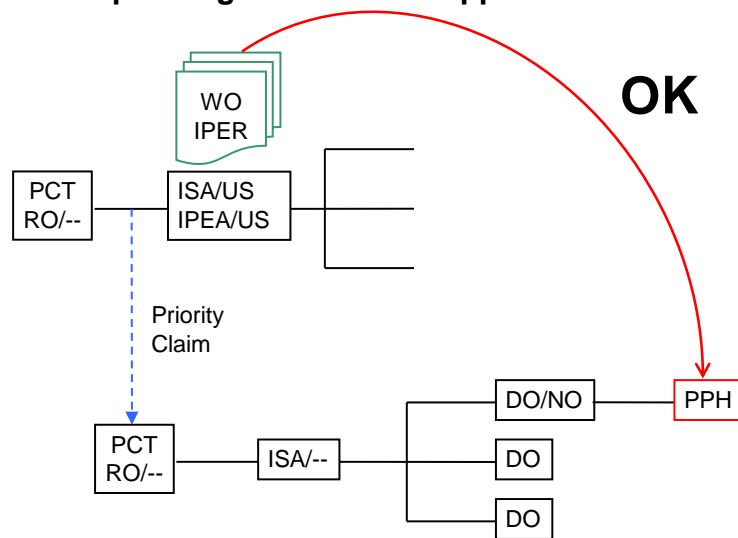 OK
WO
IPER
PCT
RO/--
ISA/US
IPEA/US
Priority
Claim
DO/NO
PPH
PCT
RO/--
ISA/--
DO
DO